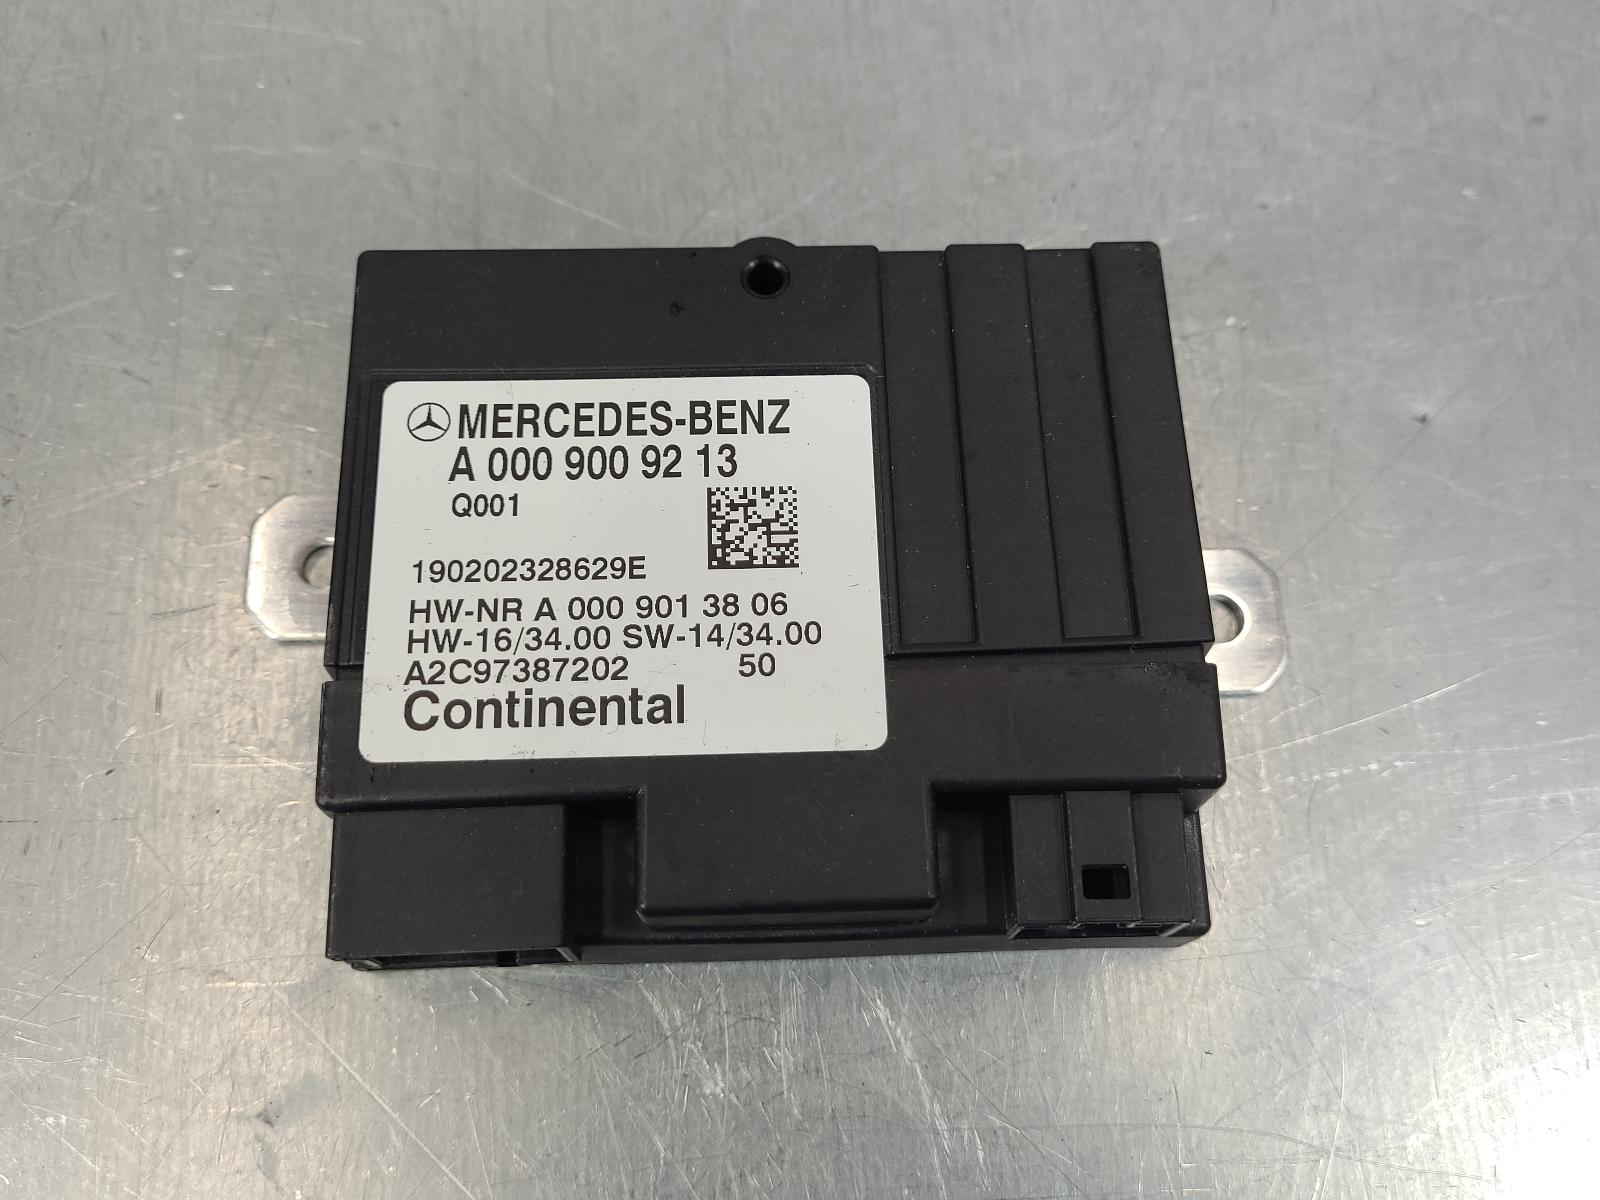 MERCEDES-BENZ
A 000 900 92 13
Q001
190202328629E
HW-NR A 000 901 38 06
HW-16/34.00 SW-14/34.00
A2C97387202 50
Continental